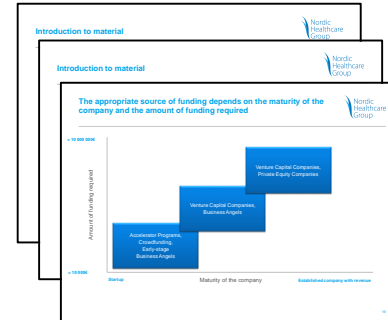 Introduction to material
Nordic
Healthcare
Group
Introduction to material
Nordic
Healthcare
Group
The appropriate source of funding depends on the maturity of the
company and the amount of funding required
Nordic
Healthcare
Group
Amount of funding required
Venture Capital Companies,
Private Equity Companies
Venture Capital Companies,
Business Angels
Accelerator Programs,
Crowdfunding,
Early-stage
Business Angels
Startup
Maturity of the company
Established company with revenue